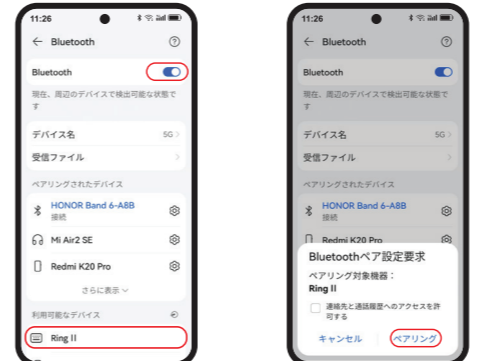 11:26
Bluetooth
Bluetooth
現在、周辺のデバイスで検出可能な状態で
す
デバイス名 5G
受信ファイル
ペアリングされたデバイス
HONOR Band 6-A8B
接続
Mi Air2 SE
Redmi K20 Pro
さらに表示
利用可能なデバイス
Ring II
11:26
Bluetooth
Bluetooth
現在、周辺のデバイスで検出可能な状態で
す
デバイス名 5G
受信ファイル
ペアリングされたデバイス
HONOR Band 6-A8B
接続
Redmi K20 Pro
Bluetoothペア設定要求
ペアリング対象機器：
Ring II
連絡先と通話履歴へのアクセスを許
可する
キャンセル ペアリング